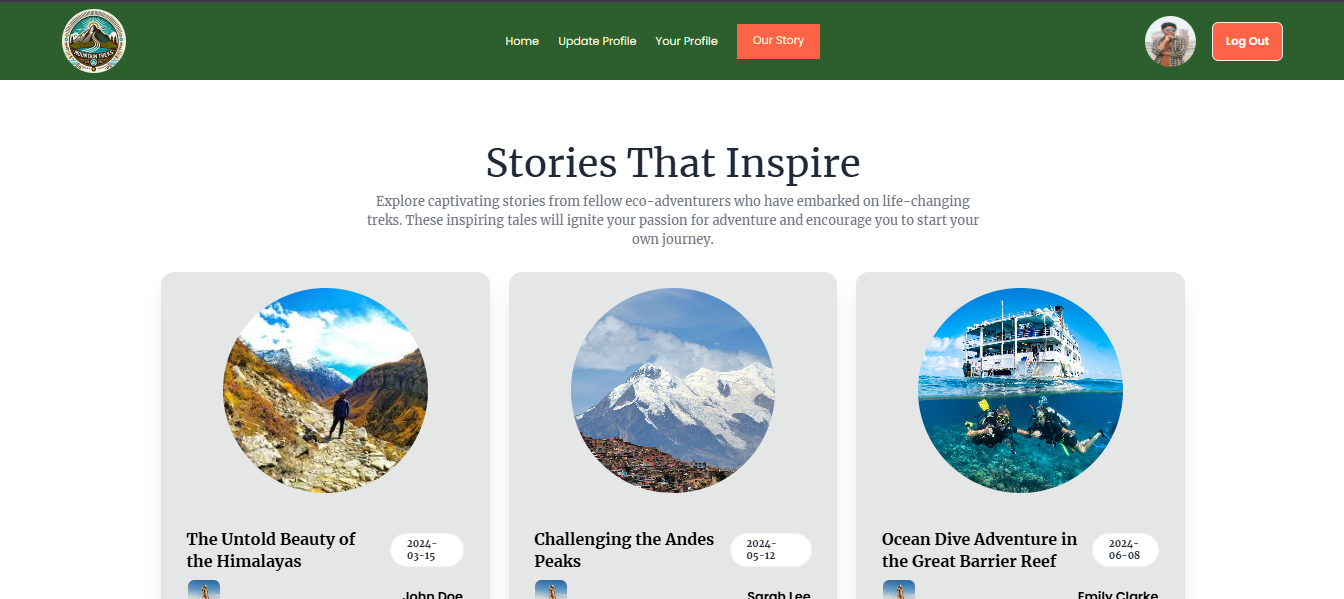 MOUNTAIN TREKS
Home Update Profile Your Profile Our Story Log Out
Stories That Inspire
Explore captivating stories from fellow eco-adventurers who have embarked on life-changing
treks. These inspiring tales will ignite your passion for adventure and encourage you to start your
own journey.
The Untold Beauty of
the Himalayas
2024-
03-15
John Doe
Challenging the Andes
Peaks
2024-
05-12
Sarah Lee
Ocean Dive Adventure in
the Great Barrier Reef
2024-
06-08
Emily Clarke